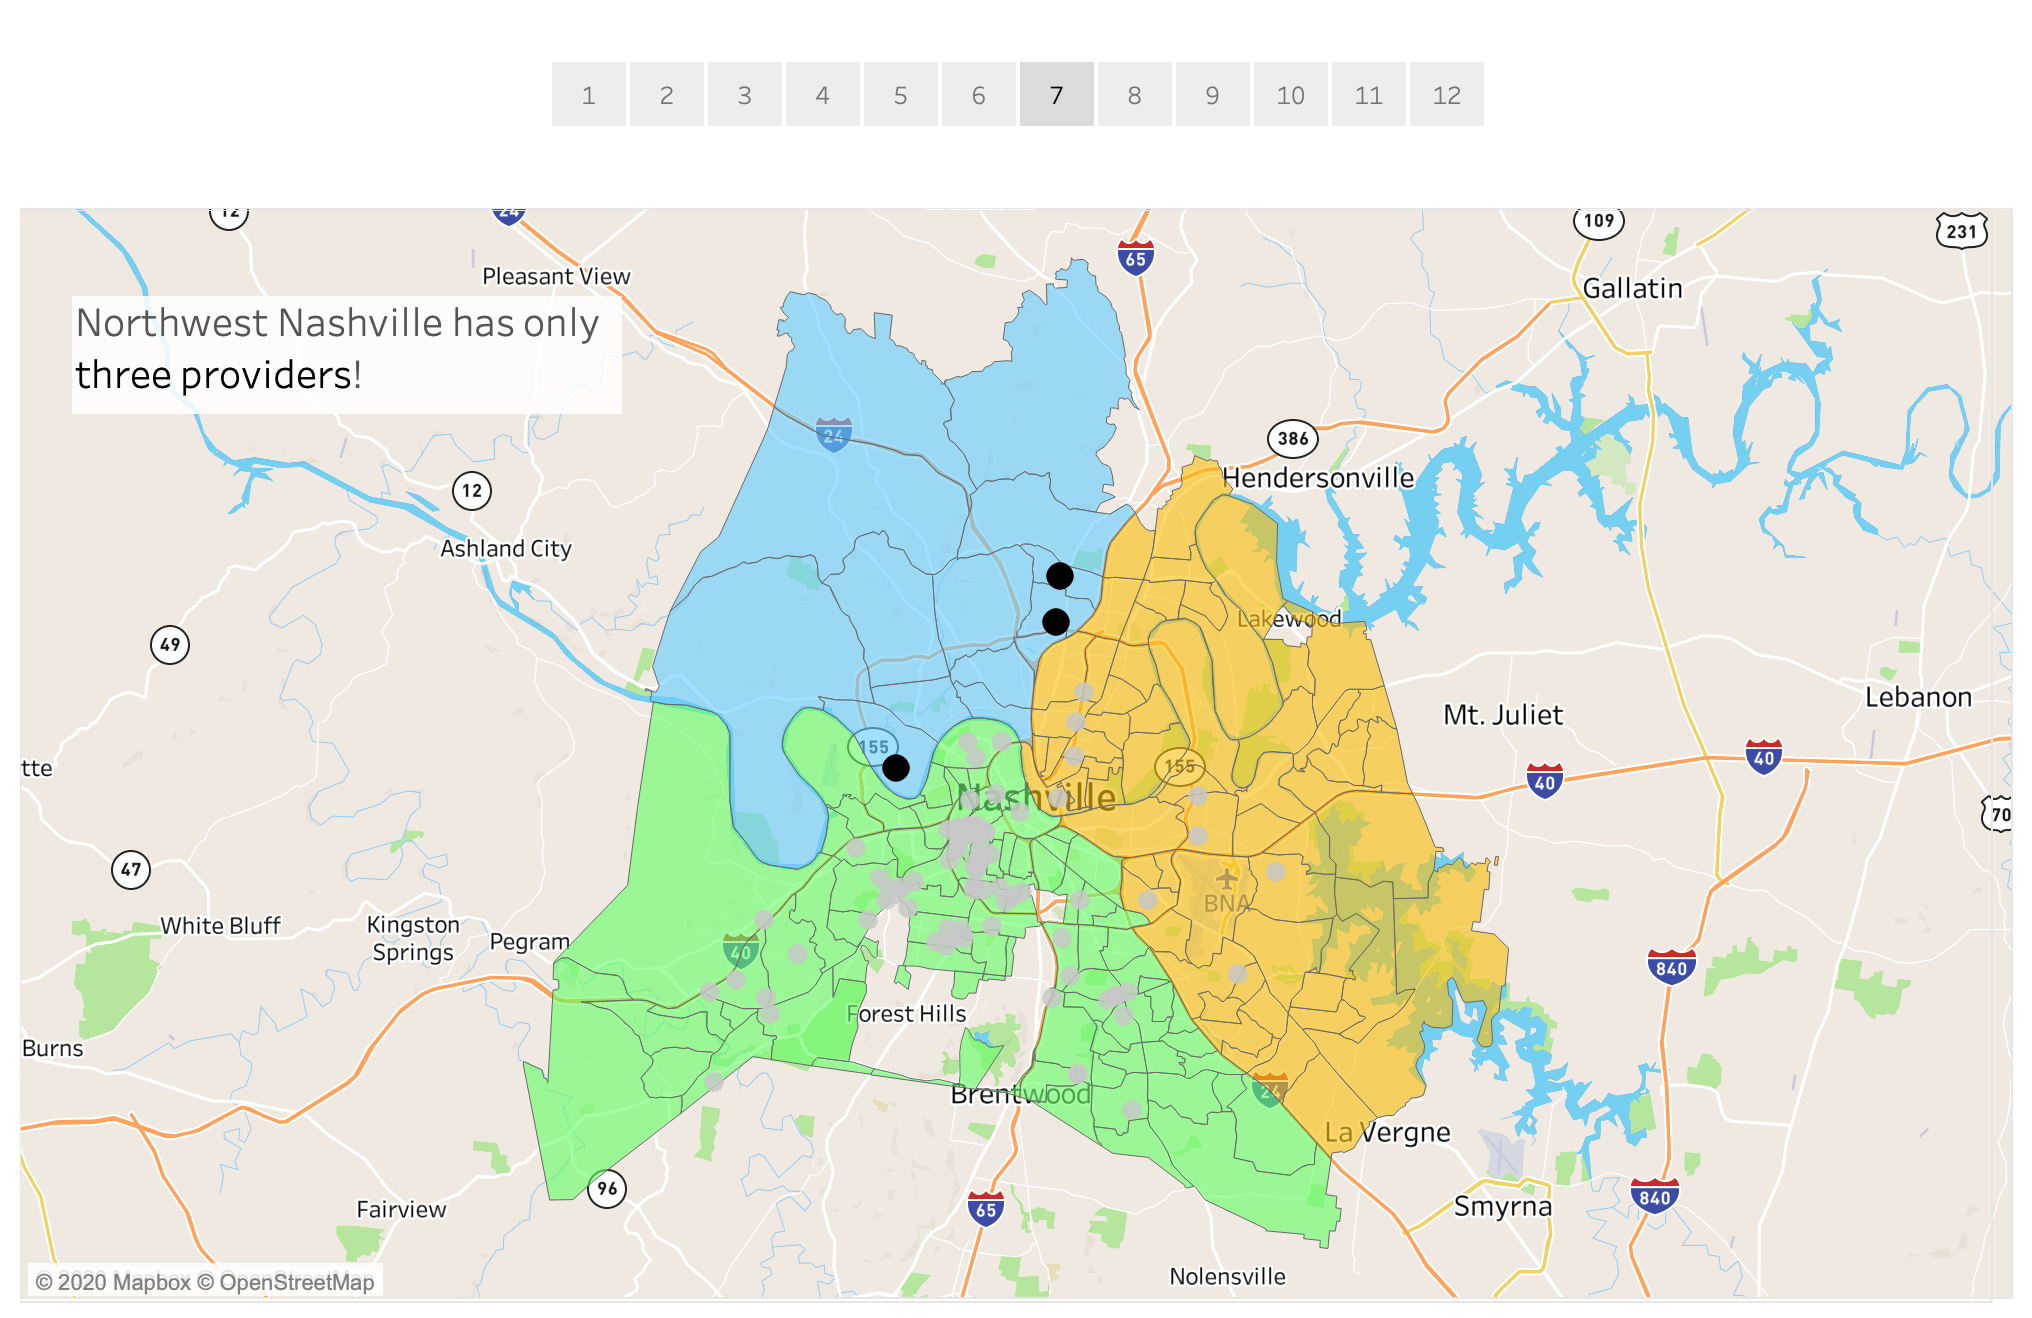 1 2 3 4 5 6 7 8 9 10 11 12
12
24
109
231
65
Pleasant View
Gallatin
Northwest Nashville has only
three providers!
24
386
Hendersonville
12
Ashland City
Lakewood
49
Lebanon
Mt. Juliet
155
155
40
40
tte
Nashville
70
47
BNA
White Bluff
Kingston
Springs
Pegram
40
840
Forest Hills
Burns
Brentwood
24
La Vergne
96
840
Smyrna
65
Fairview
Nolensville
© 2020 Mapbox © OpenStreetMap